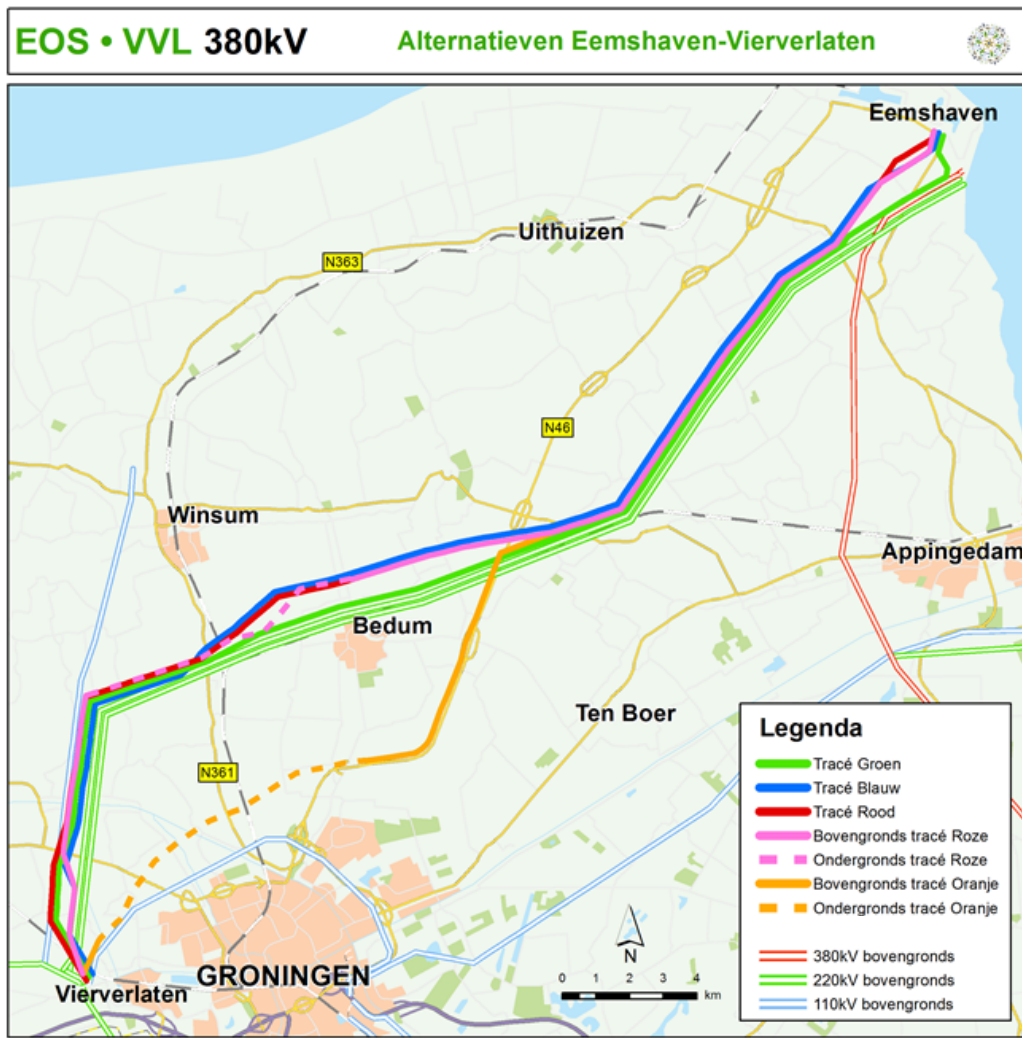 EOS • VVL 380kV
Alternatieven Eemshaven-Vierverlaten
Eemshaven
Uithuizen
N363
N46
Winsum
Appingedam
Bedum
Ten Boer
N361
GRONINGEN
Vierverlaten
N
0 1 2 3 4
km
Legenda
Tracé Groen
Tracé Blauw
Tracé Rood
Bovengronds tracé Roze
Ondergronds tracé Roze
Bovengronds tracé Oranje
Ondergronds tracé Oranje
380kV bovengronds
220kV bovengronds
110kV bovengronds